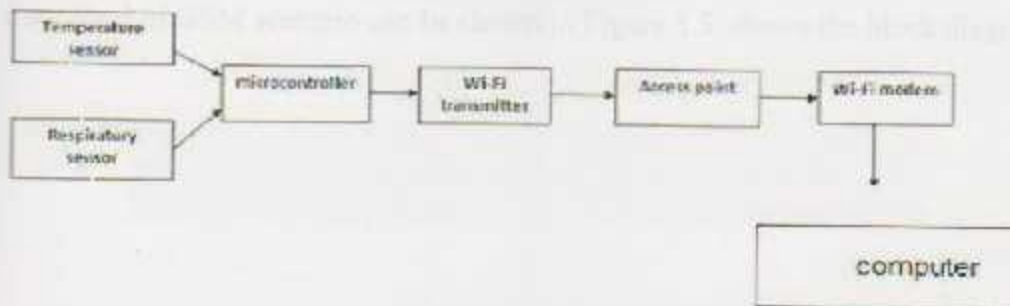 Temperature
sensor
Respiratory
sensor
microcontroller
Wi-Fi
transmitter
Access point
Wi-Fi modem
computer